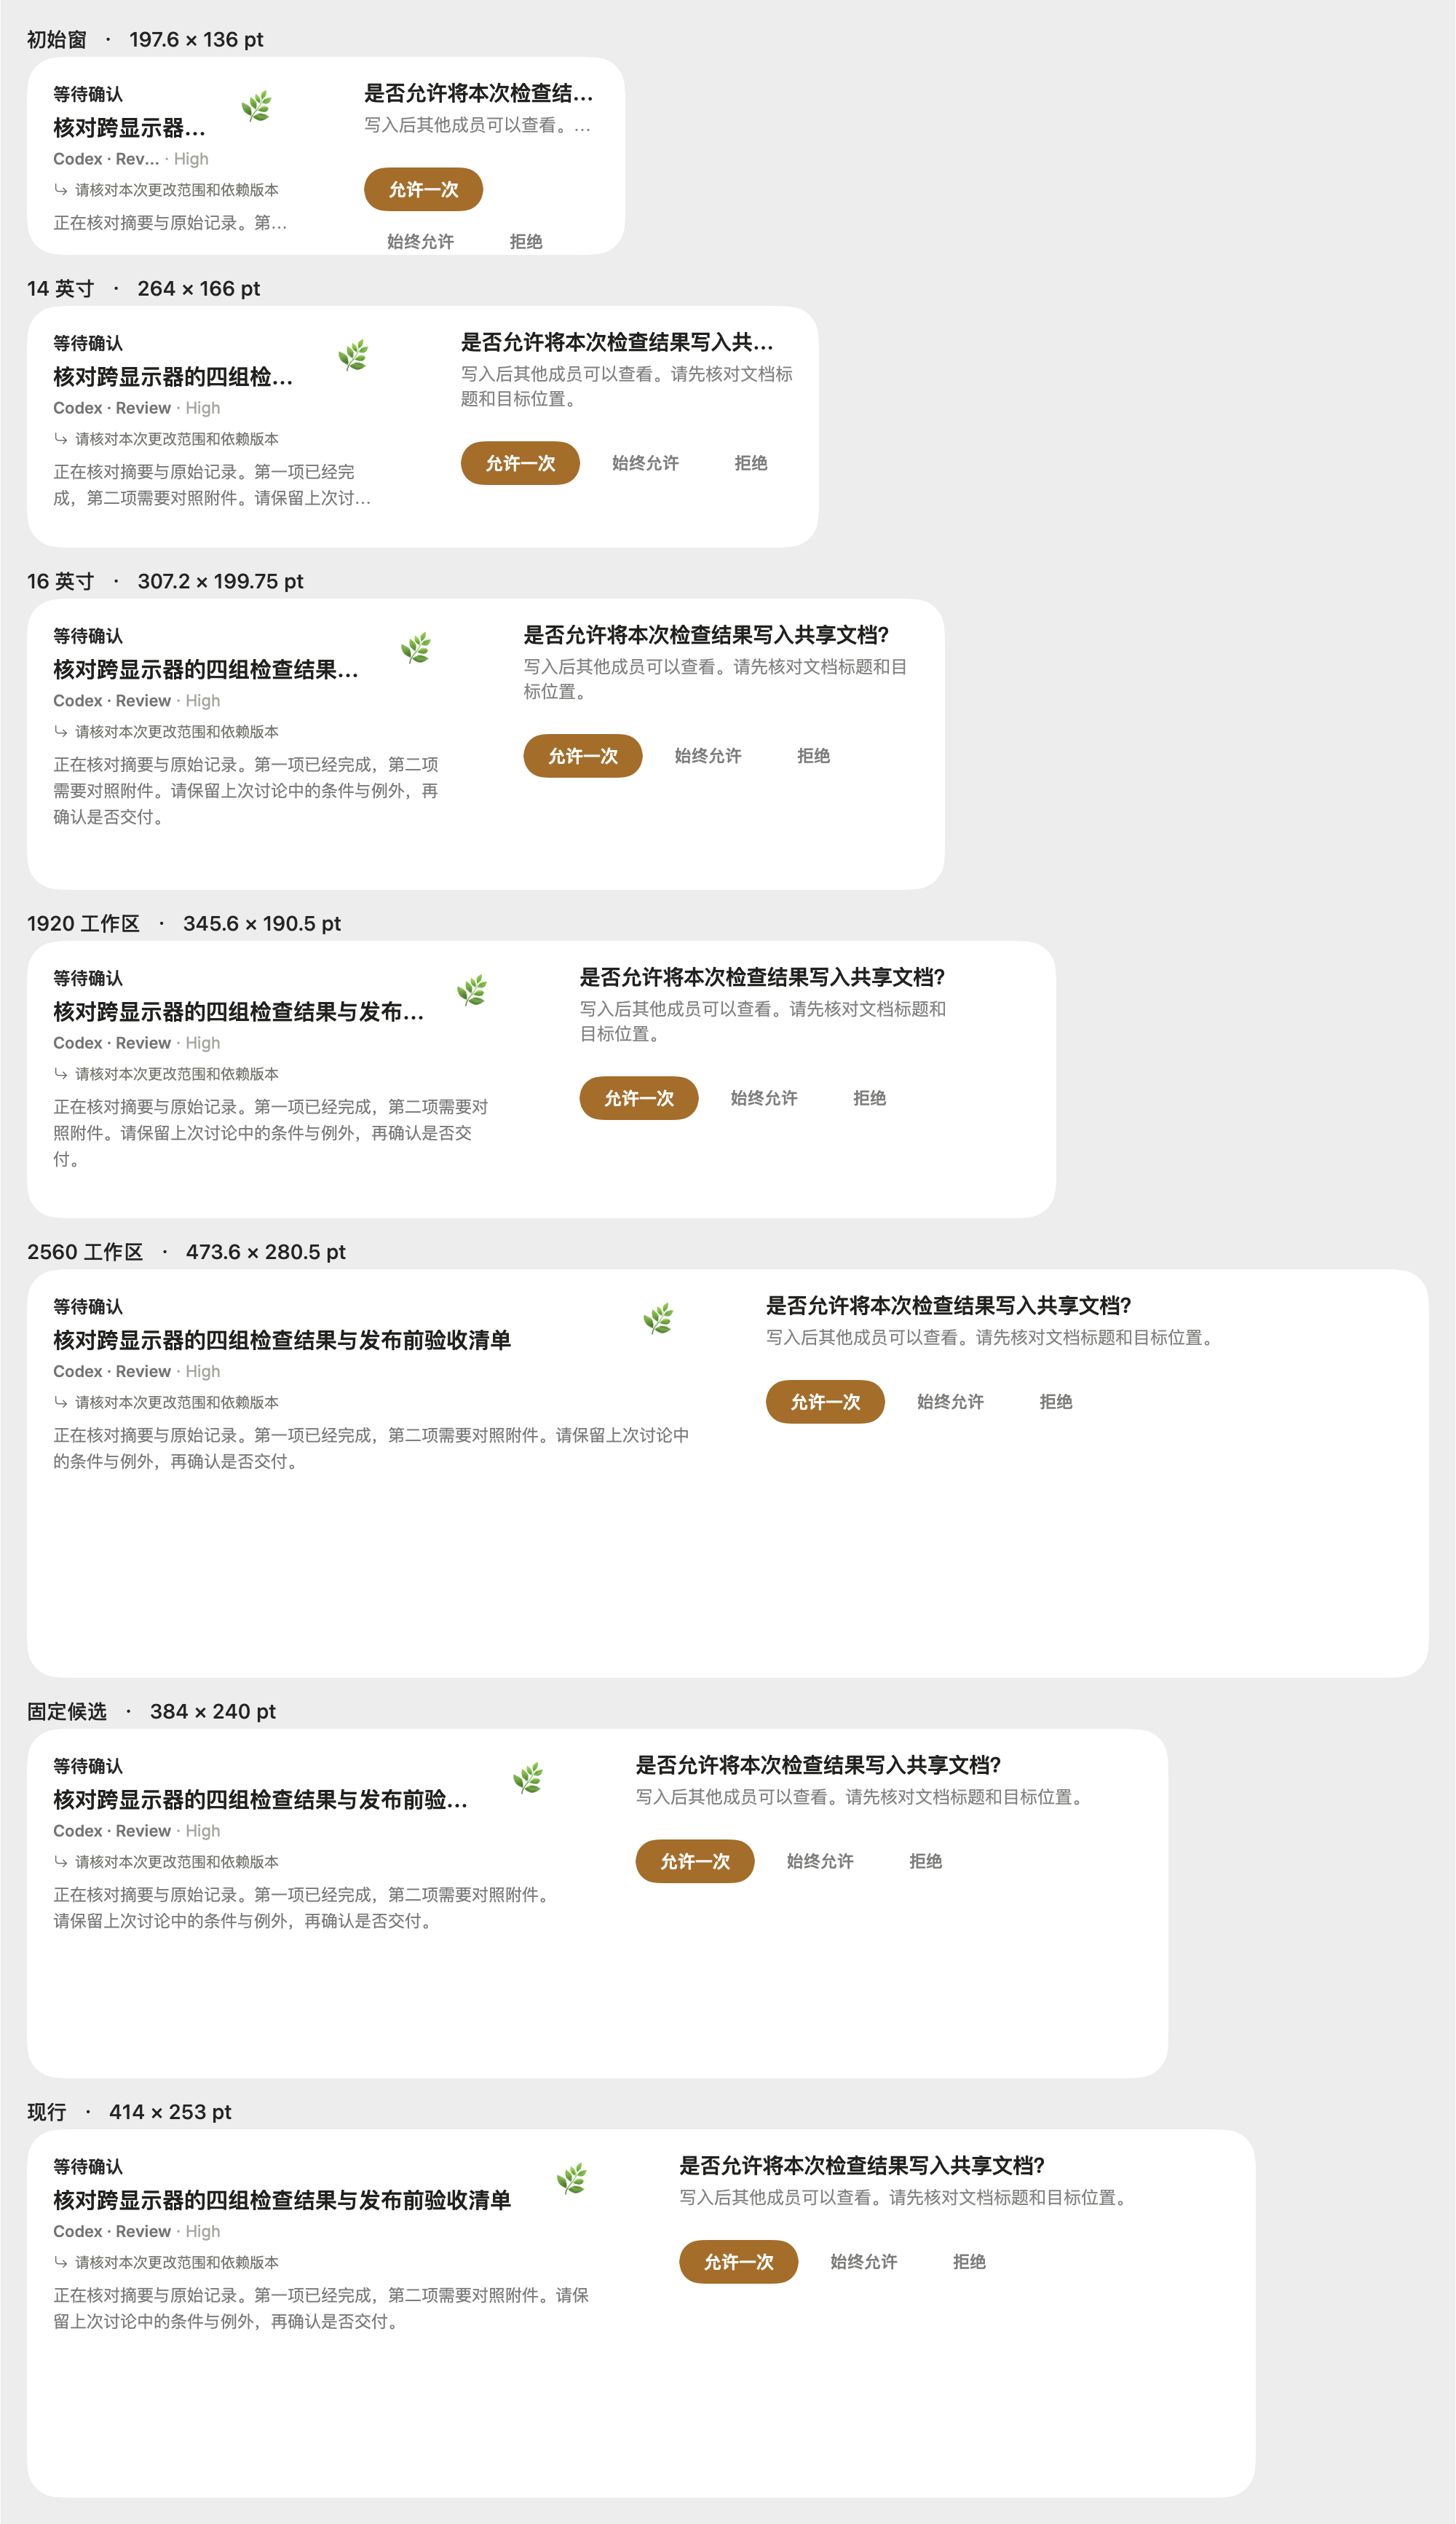 初始窗 · 197.6 × 136 pt
等待确认
核对跨显示器…
Codex · Rev… · High
请核对本次更改范围和依赖版本
正在核对摘要与原始记录。第…
是否允许将本次检查结…
写入后其他成员可以查看。…
允许一次
始终允许 拒绝
14 英寸 · 264 × 166 pt
等待确认
核对跨显示器的四组检…
Codex · Review · High
请核对本次更改范围和依赖版本
正在核对摘要与原始记录。第一项已经完
成，第二项需要对照附件。请保留上次讨…
是否允许将本次检查结果写入共…
写入后其他成员可以查看。请先核对文档标
题和目标位置。
允许一次 始终允许 拒绝
16 英寸 · 307.2 × 199.75 pt
等待确认
核对跨显示器的四组检查结果…
Codex · Review · High
请核对本次更改范围和依赖版本
正在核对摘要与原始记录。第一项已经完成，第二项
需要对照附件。请保留上次讨论中的条件与例外，再
确认是否交付。
是否允许将本次检查结果写入共享文档？
写入后其他成员可以查看。请先核对文档标题和目
标位置。
允许一次 始终允许 拒绝
1920 工作区 · 345.6 × 190.5 pt
等待确认
核对跨显示器的四组检查结果与发布…
Codex · Review · High
请核对本次更改范围和依赖版本
正在核对摘要与原始记录。第一项已经完成，第二项需要对
照附件。请保留上次讨论中的条件与例外，再确认是否交
付。
是否允许将本次检查结果写入共享文档？
写入后其他成员可以查看。请先核对文档标题和
目标位置。
允许一次 始终允许 拒绝
2560 工作区 · 473.6 × 280.5 pt
等待确认
核对跨显示器的四组检查结果与发布前验收清单
Codex · Review · High
请核对本次更改范围和依赖版本
正在核对摘要与原始记录。第一项已经完成，第二项需要对照附件。请保留上次讨论中
的条件与例外，再确认是否交付。
是否允许将本次检查结果写入共享文档？
写入后其他成员可以查看。请先核对文档标题和目标位置。
允许一次 始终允许 拒绝
固定候选 · 384 × 240 pt
等待确认
核对跨显示器的四组检查结果与发布前验…
Codex · Review · High
请核对本次更改范围和依赖版本
正在核对摘要与原始记录。第一项已经完成，第二项需要对照附件。
请保留上次讨论中的条件与例外，再确认是否交付。
是否允许将本次检查结果写入共享文档？
写入后其他成员可以查看。请先核对文档标题和目标位置。
允许一次 始终允许 拒绝
现行 · 414 × 253 pt
等待确认
核对跨显示器的四组检查结果与发布前验收清单
Codex · Review · High
请核对本次更改范围和依赖版本
正在核对摘要与原始记录。第一项已经完成，第二项需要对照附件。请保
留上次讨论中的条件与例外，再确认是否交付。
是否允许将本次检查结果写入共享文档？
写入后其他成员可以查看。请先核对文档标题和目标位置。
允许一次 始终允许 拒绝